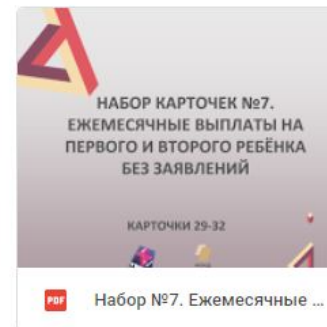 НАБОР КАРТОЧЕК №7.
ЕЖЕМЕСЯЧНЫЕ ВЫПЛАТЫ НА
ПЕРВОГО И ВТОРОГО РЕБЁНКА
БЕЗ ЗАЯВЛЕНИЙ
КАРТОЧКИ 29-32
PDF Набор №7. Ежемесячные ...